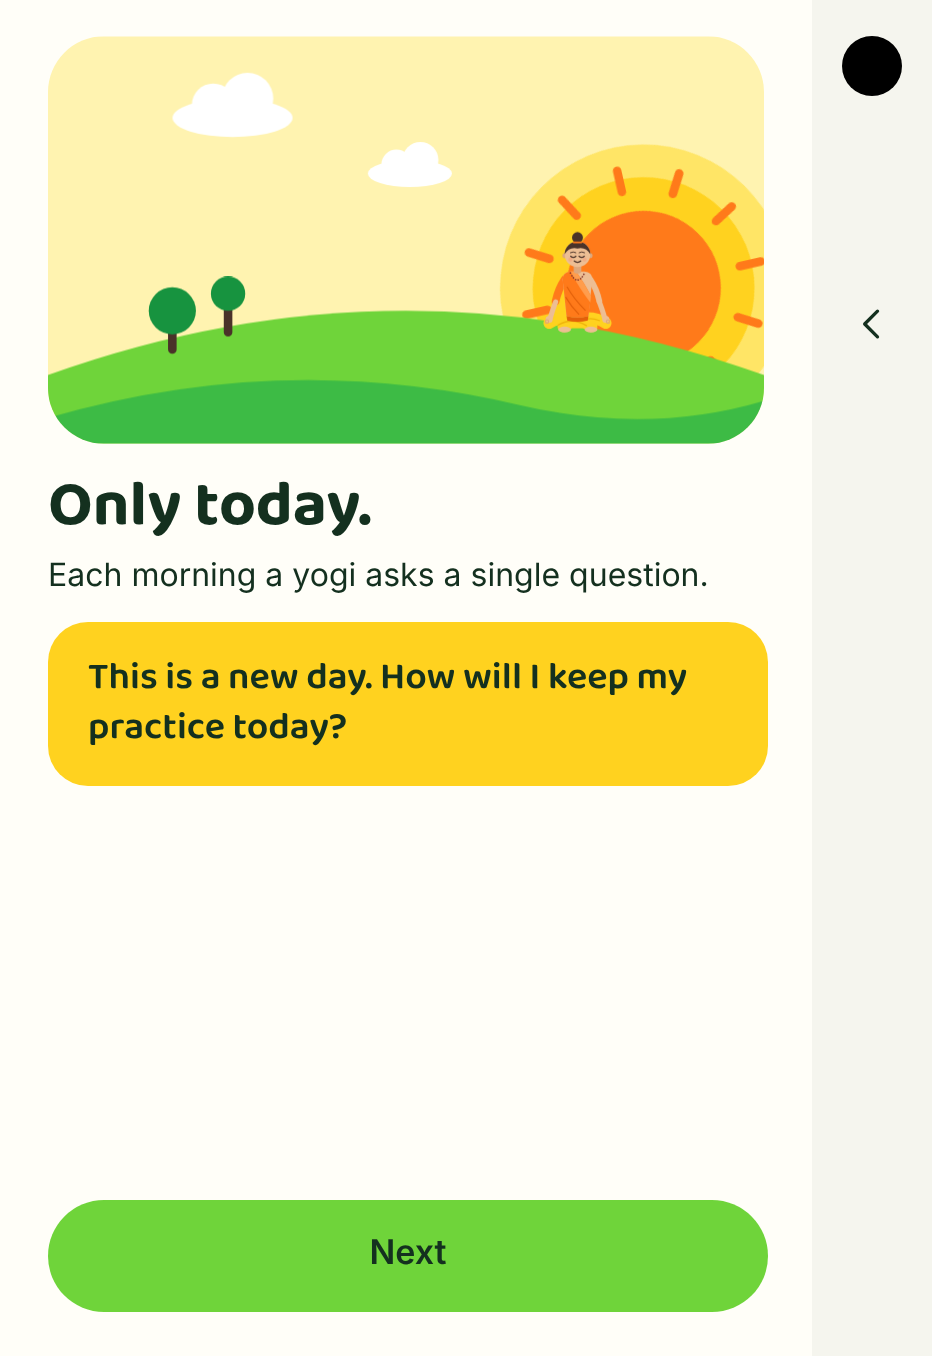 Only today.
Each morning a yogi asks a single question.
This is a new day. How will I keep my
practice today?
Next